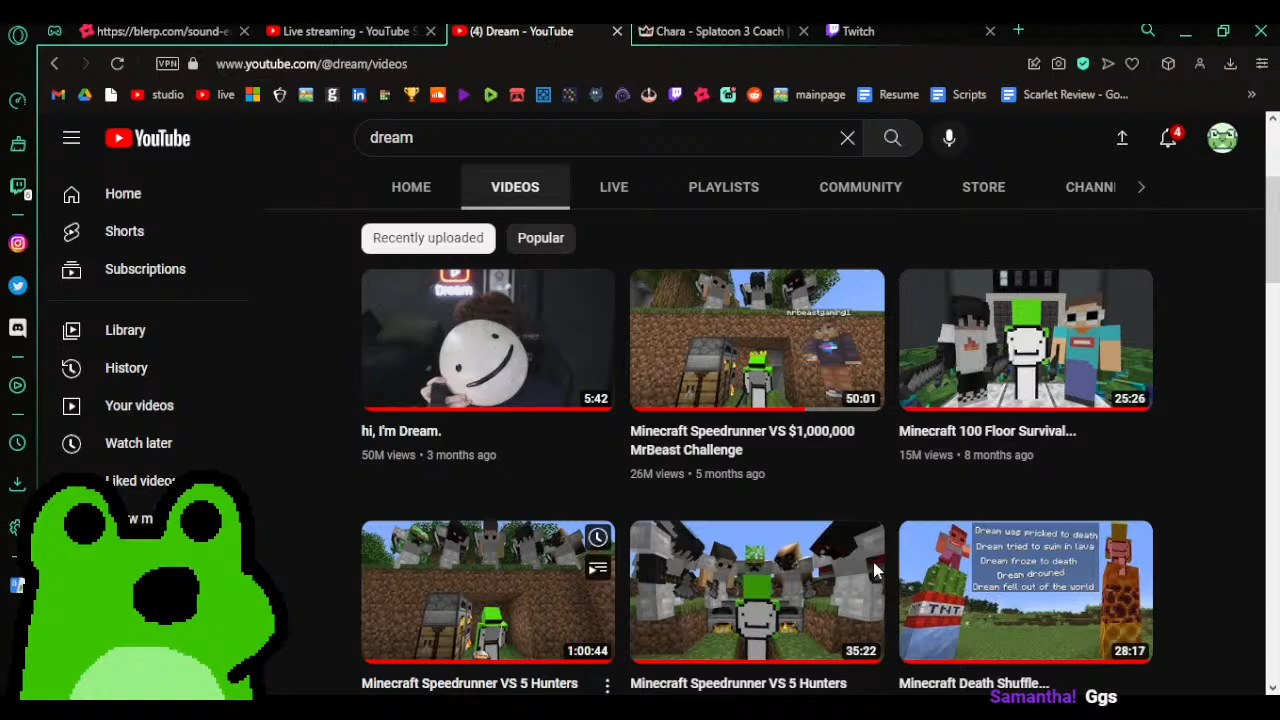 https://blerp.com/sound-e
Live streaming - YouTube S
(4) Dream - YouTube
Chara - Splatoon 3 Coach
Twitch
VPN
www.youtube.com/@dream/videos
studio
live
mainpage
Resume
Scripts
Scarlet Review - Go...
YouTube
dream
4
Home
Shorts
Subscriptions
Library
History
Your videos
Watch later
Liked video
w m
HOME
VIDEOS
LIVE
PLAYLISTS
COMMUNITY
STORE
CHANN
Recently uploaded
Popular
Dream
5:42
mrbeastgaming1
50:01
25:26
hi, I'm Dream.
50M views • 3 months ago
Minecraft Speedrunner VS $1,000,000
MrBeast Challenge
26M views • 5 months ago
Minecraft 100 Floor Survival...
15M views • 8 months ago
1:00:44
35:22
Dream was pricked to death
Dream tried to swim in lava
Dream froze to death
Dream drowned
Dream fell out of the world
TNT
28:17
Minecraft Speedrunner VS 5 Hunters
Minecraft Speedrunner VS 5 Hunters
Minecraft Death Shuffle...
Samantha! Ggs